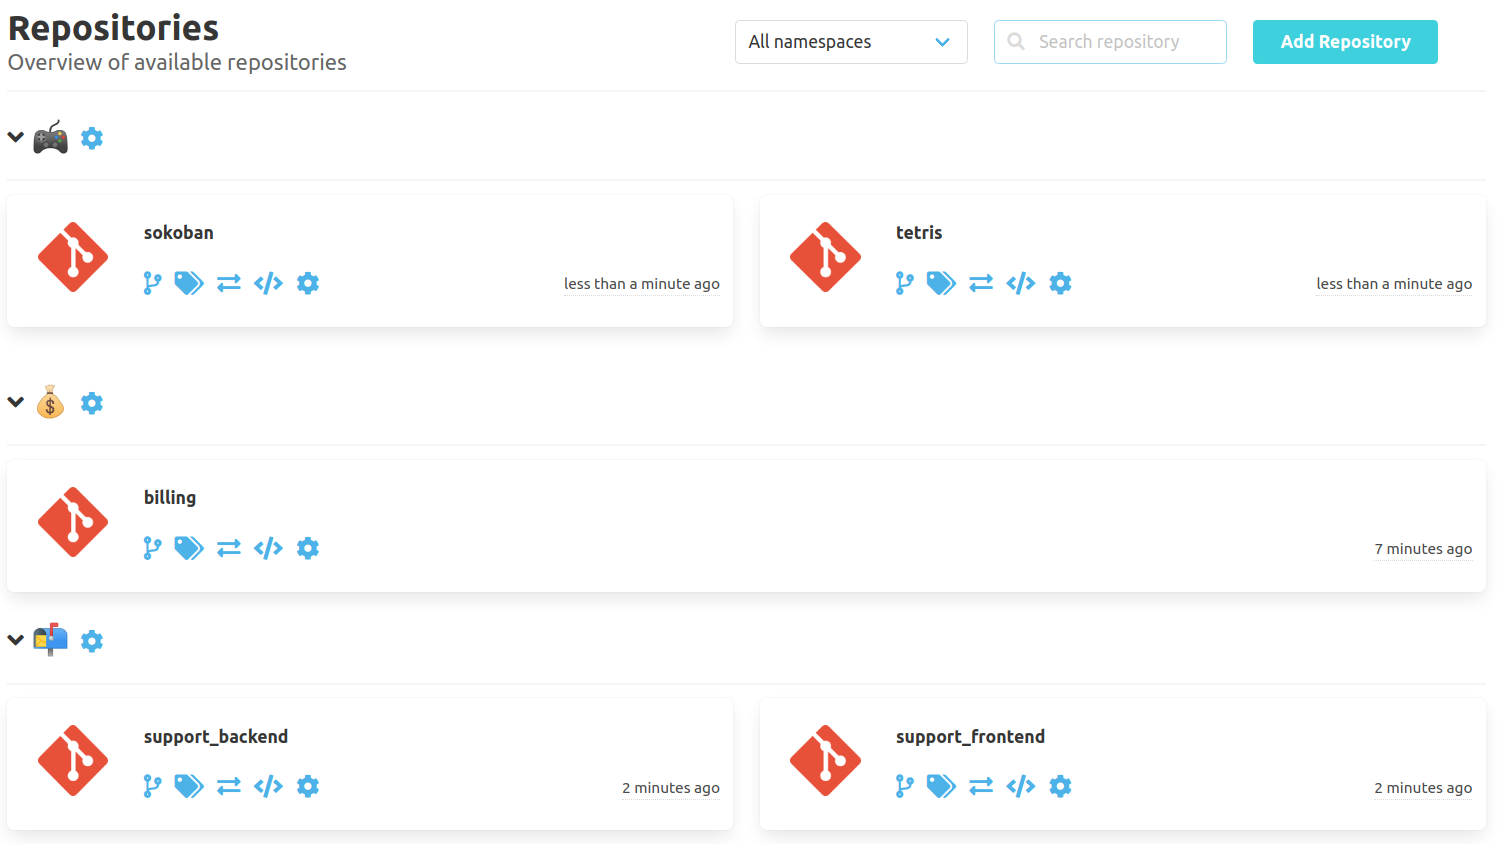 Repositories
Overview of available repositories
All namespaces
Search repository
Add Repository
sokoban
less than a minute ago
tetris
less than a minute ago
billing
7 minutes ago
support_backend
2 minutes ago
support_frontend
2 minutes ago